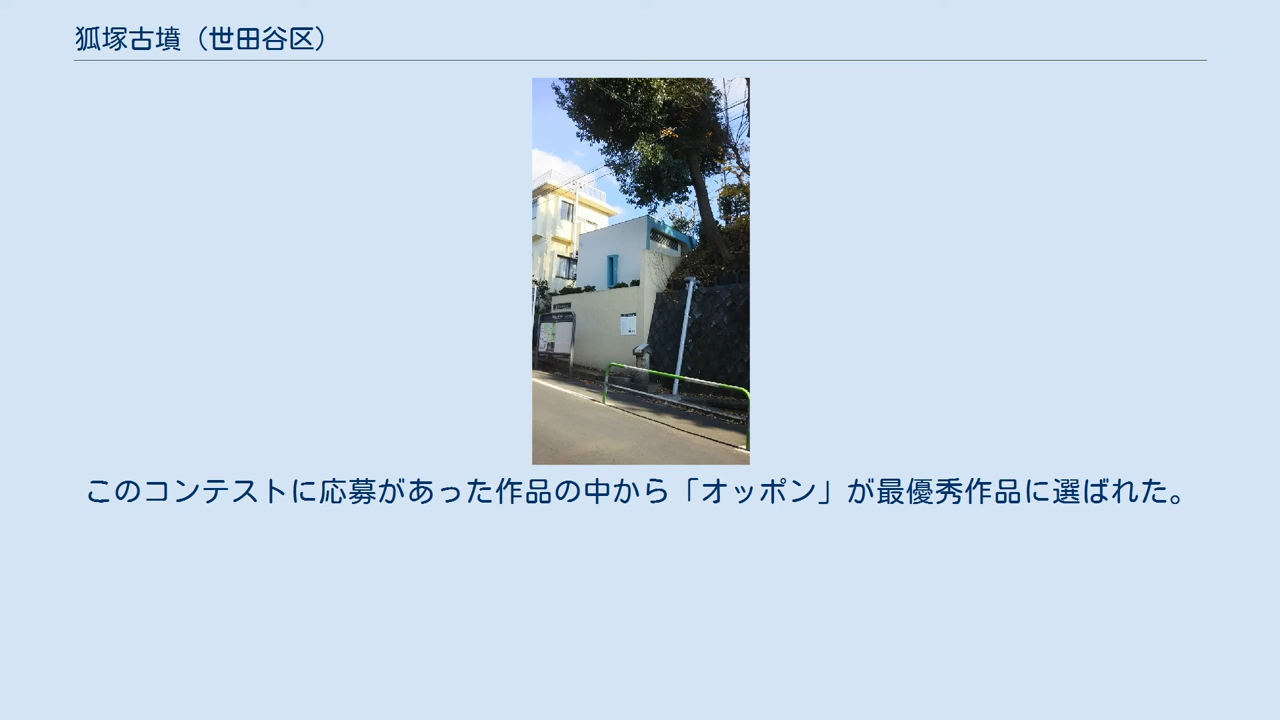 狐塚古墳（世田谷区）
このコンテストに応募があった作品の中から「オッポン」が最優秀作品に選ばれた。